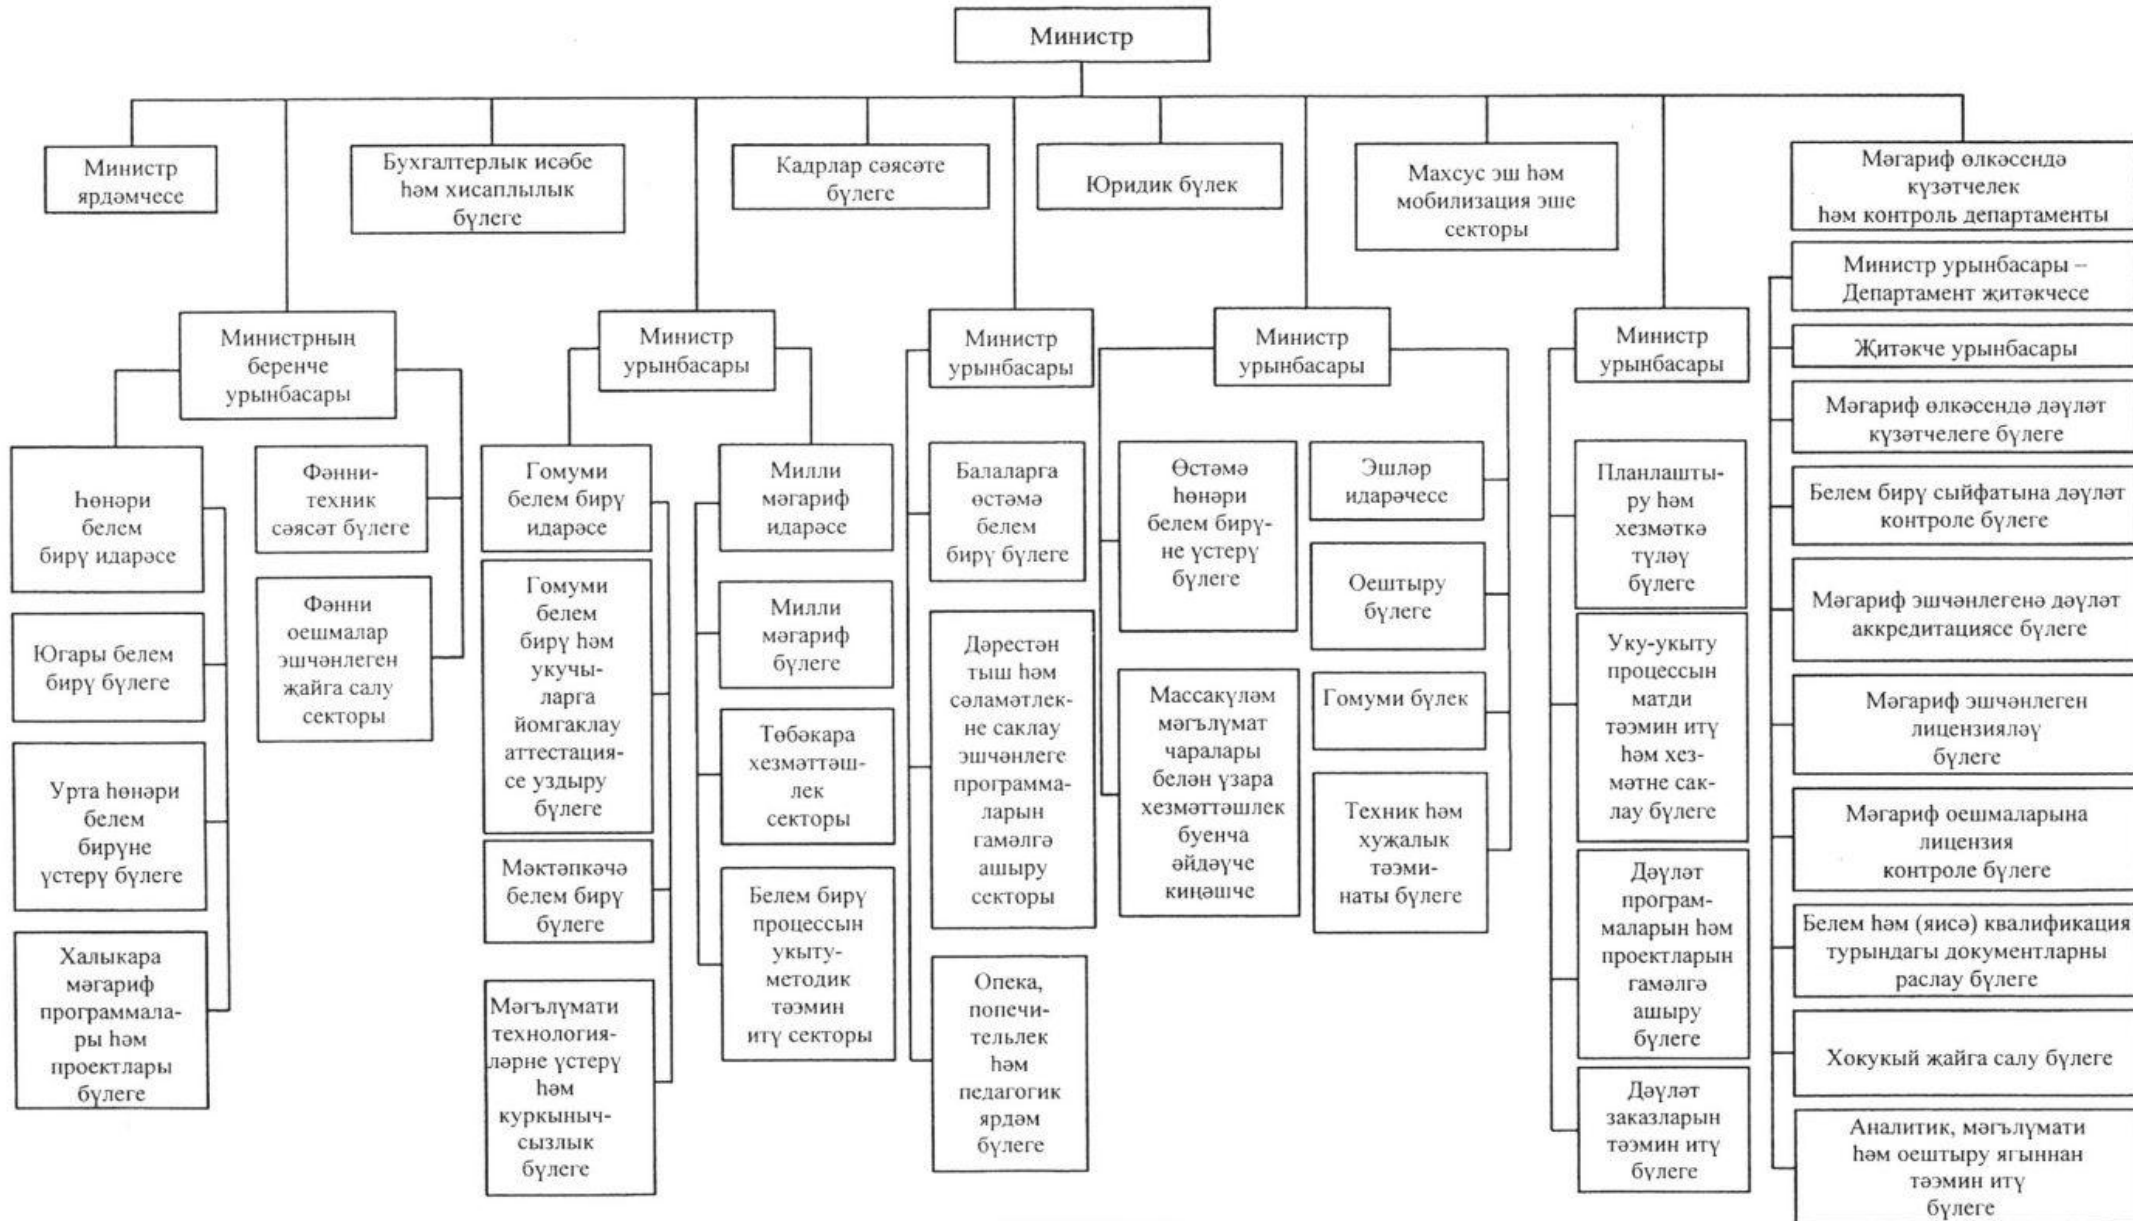 Министр
Министр
ярдәмчесе
Бухгалтерлык исәбе
һәм хисаплылык
бүлеге
Кадрлар сәясәте
бүлеге
Юридик бүлек
Махсус эш һәм
мобилизация эше
секторы
Мәгариф өлкәсендә
күзәтчелек
һәм контроль департаменты
Министрның
беренче
урынбасары
Һөнәри
белем
бирү идарәсе
Югары белем
бирү бүлеге
Урта һөнәри
белем
бирүне
үстерү бүлеге
Халыкара
мәгариф
программала-
ры һәм
проектлары
бүлеге
Фәнни-
техник
сәясәт бүлеге
Фәнни
оешмалар
эшчәнлеген
җайга салу
секторы
Министр
урынбасары
Гомуми
белем бирү
идарәсе
Гомуми
белем
бирү һәм
укучы-
ларга
йомгаклау
аттестация-
се уздыру
бүлеге
Мәктәпкәчә
белем бирү
бүлеге
Мәгълүмати
технология-
ләрне үстерү
һәм
куркыныч-
сызлык
бүлеге
Милли
мәгариф
идарәсе
Милли
мәгариф
бүлеге
Төбәкара
хезмәттәш-
лек
секторы
Белем бирү
процессын
укыту-
методик
тәэмин
итү секторы
Министр
урынбасары
Балаларга
өстәмә
белем
бирү бүлеге
Дәрестән
тыш һәм
сәламәтлек-
не саклау
эшчәнлеге
программа-
ларын
гамәлгә
ашыру
секторы
Опека,
попечи-
тельлек
һәм
педагогик
ярдәм
бүлеге
Министр
урынбасары
Өстәмә
һөнәри
белем бирү-
не үстерү
бүлеге
Массакүләм
мәгълүмат
чаралары
белән үзара
хезмәттәшлек
буенча
әйдәүче
киңәшче
Эшләр
идарәчесе
Оештыру
бүлеге
Гомуми бүлек
Техник һәм
хуҗалык
тәэми-
наты бүлеге
Министр
урынбасары
Планлашты-
ру һәм
хезмәткә
түләү
бүлеге
Уку-укыту
процессын
матди
тәэмин итү
һәм хез-
мәтне сак-
лау бүлеге
Дәүләт
програм-
маларын һәм
проектларын
гамәлгә
ашыру
бүлеге
Дәүләт
заказларын
тәэмин итү
бүлеге
Министр урынбасары –
Департамент җитәкчесе
Җитәкче урынбасары
Мәгариф өлкәсендә дәүләт
күзәтчелеге бүлеге
Белем бирү сыйфатына дәүләт
контроле бүлеге
Мәгариф эшчәнлегенә дәүләт
аккредитациясе бүлеге
Мәгариф эшчәнлеген
лицензияләү
бүлеге
Мәгариф оешмаларына
лицензия
контроле бүлеге
Белем һәм (яисә) квалификация
турындагы документларны
раслау бүлеге
Хокукый җайга салу бүлеге
Аналитик, мәгълүмати
һәм оештыру ягыннан
тәэмин итү
бүлеге